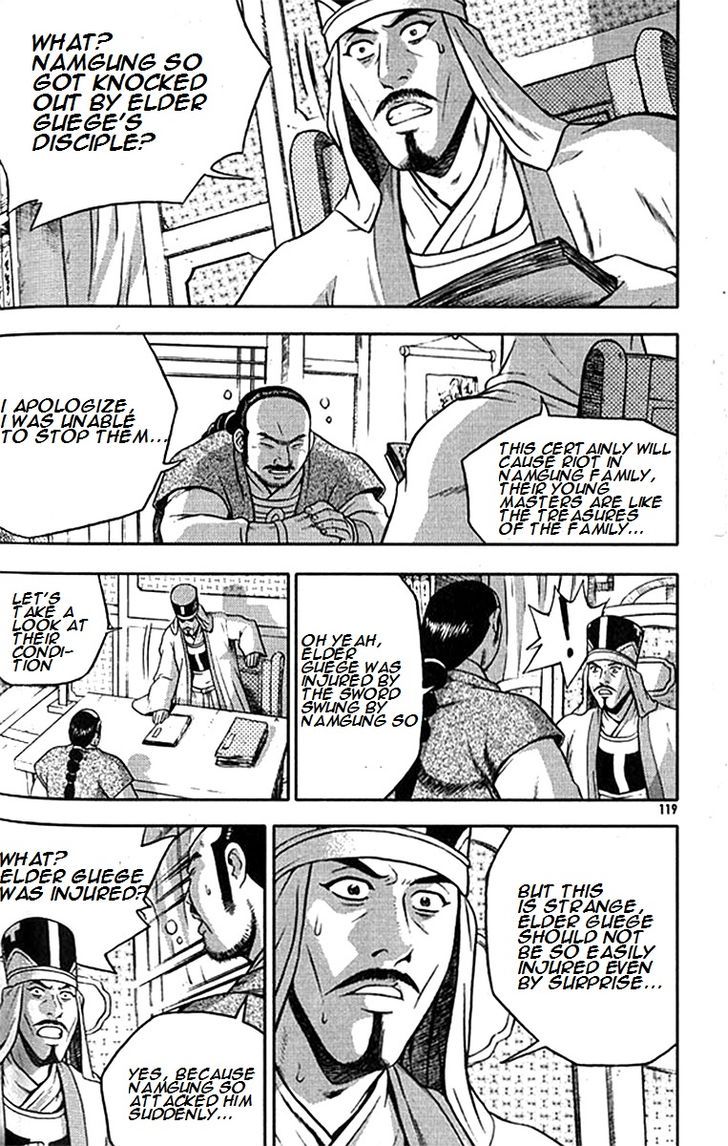 WHAT?
NAMGUNG SO
GOT KNOCKED
OUT BY ELDER
GUEGE'S
DISCIPLE?
I APOLOGIZE,
I WAS UNABLE
TO STOP THEM...
THIS CERTAINLY WILL
CAUSE RIOT IN
NAMGUNG FAMILY,
THEIR YOUNG
MASTERS ARE LIKE
THE TREASURES
OF THE FAMILY...
LET'S
TAKE A
LOOK AT
THEIR
CONDI-
TION
OH YEAH,
ELDER
GUEGE WAS
INJURED BY
THE SWORD
SWUNG BY
NAMGUNG SO
!
119
WHAT?
ELDER GUEGE
WAS INJURED?
YES, BECAUSE
NAMGUNG SO
ATTACKED HIM
SUDDENLY...
BUT THIS
IS STRANGE,
ELDER GUEGE
SHOULD NOT
BE SO EASILY
INJURED EVEN
BY SURPRISE...